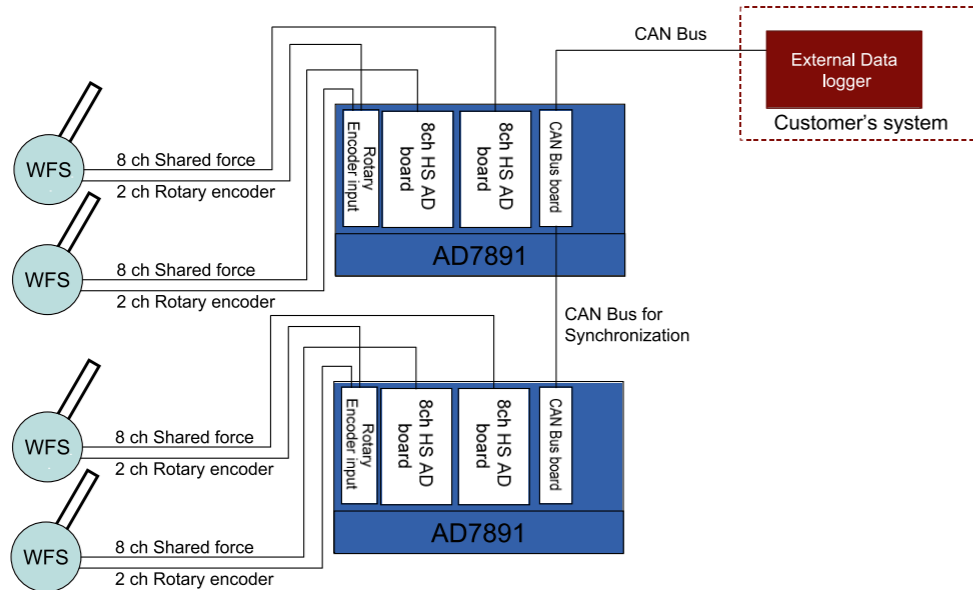 CAN Bus
External Data
logger
Customer's system
WFS
8 ch Shared force
2 ch Rotary encoder
WFS
8 ch Shared force
2 ch Rotary encoder
Rotary
Encoder input
8ch HS AD
board
8ch HS AD
board
CAN Bus board
AD7891
CAN Bus for
Synchronization
WFS
8 ch Shared force
2 ch Rotary encoder
WFS
8 ch Shared force
2 ch Rotary encoder
Rotary
Encoder input
8ch HS AD
board
8ch HS AD
board
CAN Bus board
AD7891